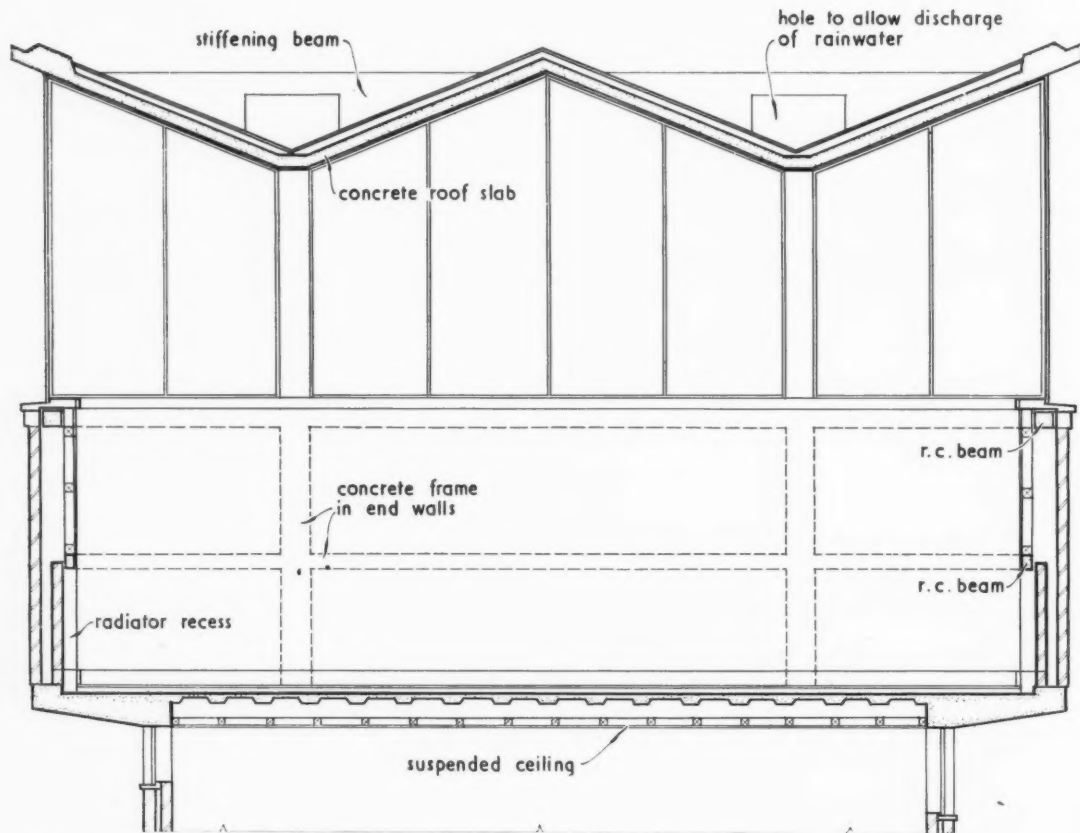 stiffening beam
hole to allow discharge
of rainwater
concrete roof slab
r.c. beam
concrete frame
in end walls
r.c. beam
radiator recess
suspended ceiling